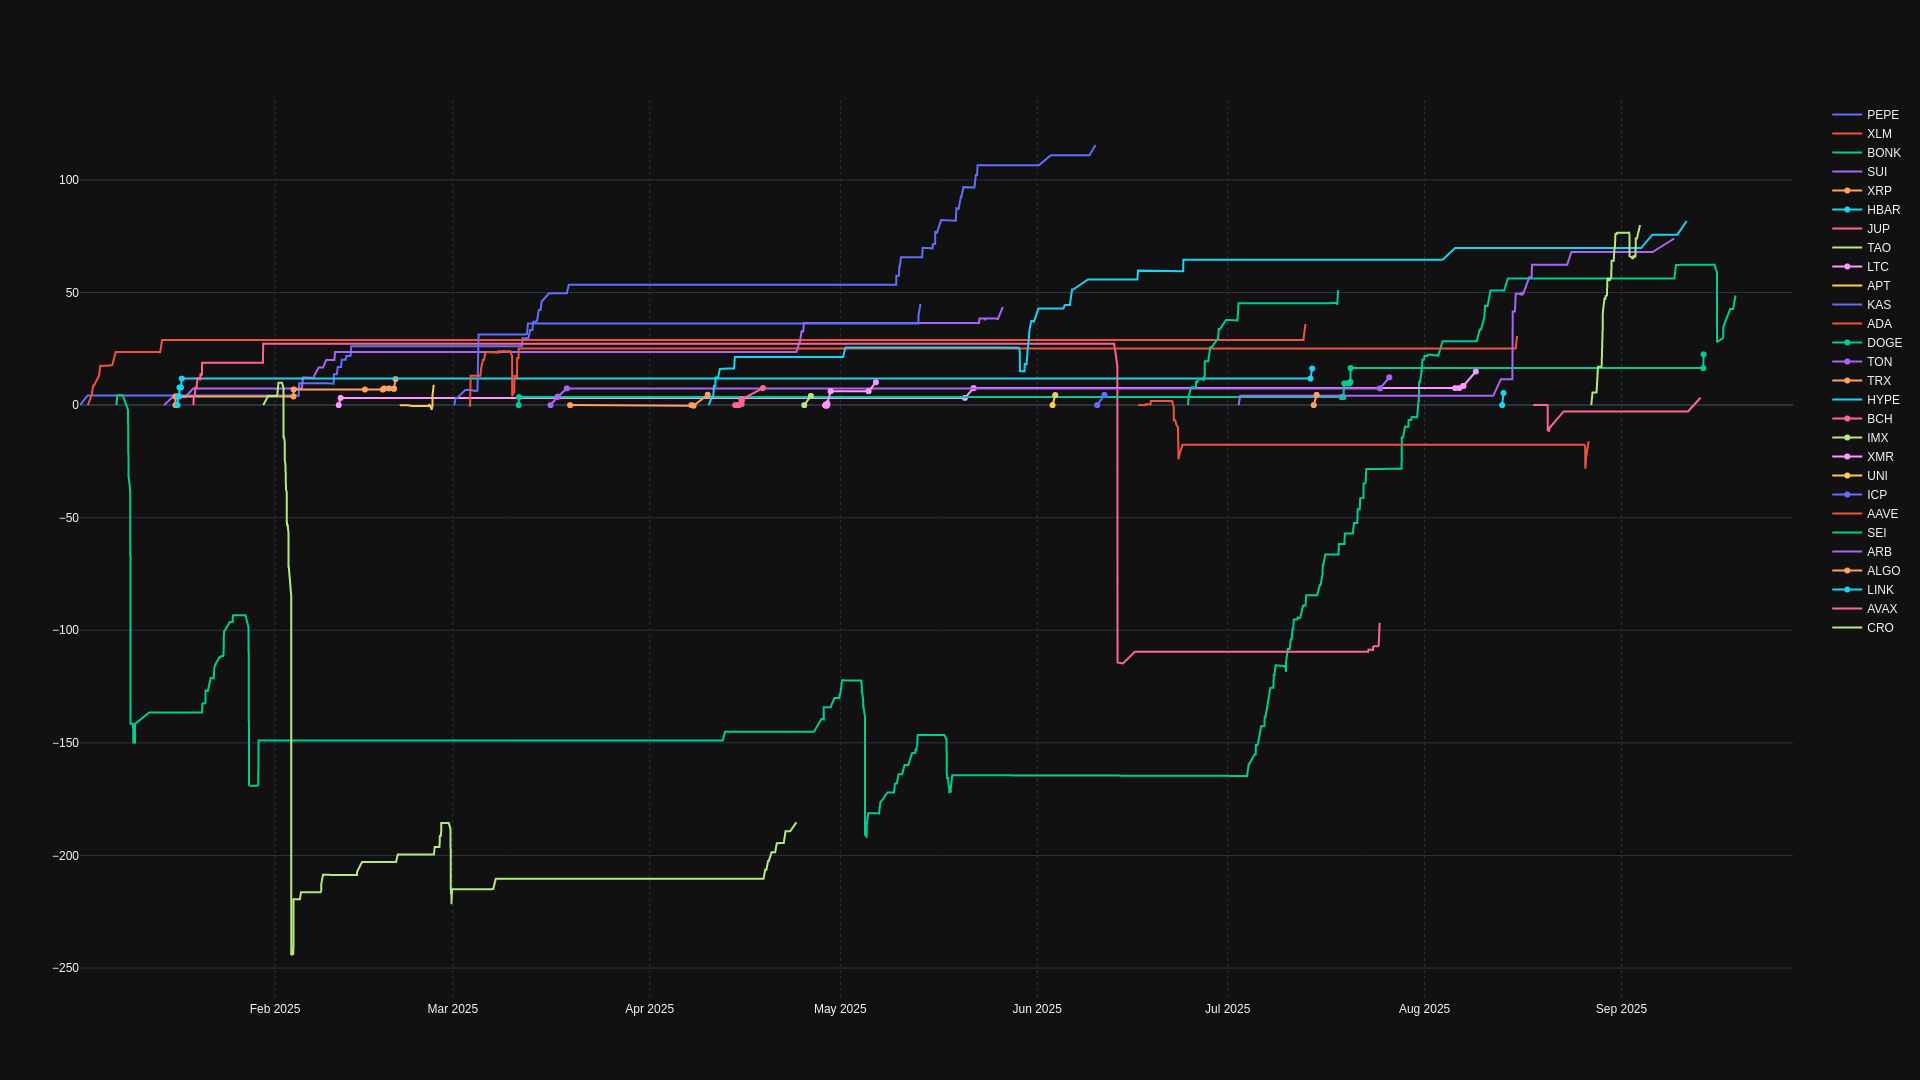 100
50
0
−50
−100
−150
−200
−250
Feb 2025
Mar 2025
Apr 2025
May 2025
Jun 2025
Jul 2025
Aug 2025
Sep 2025
PEPE
XLM
BONK
SUI
XRP
HBAR
JUP
TAO
LTC
APT
KAS
ADA
DOGE
TON
TRX
HYPE
BCH
IMX
XMR
UNI
ICP
AAVE
SEI
ARB
ALGO
LINK
AVAX
CRO